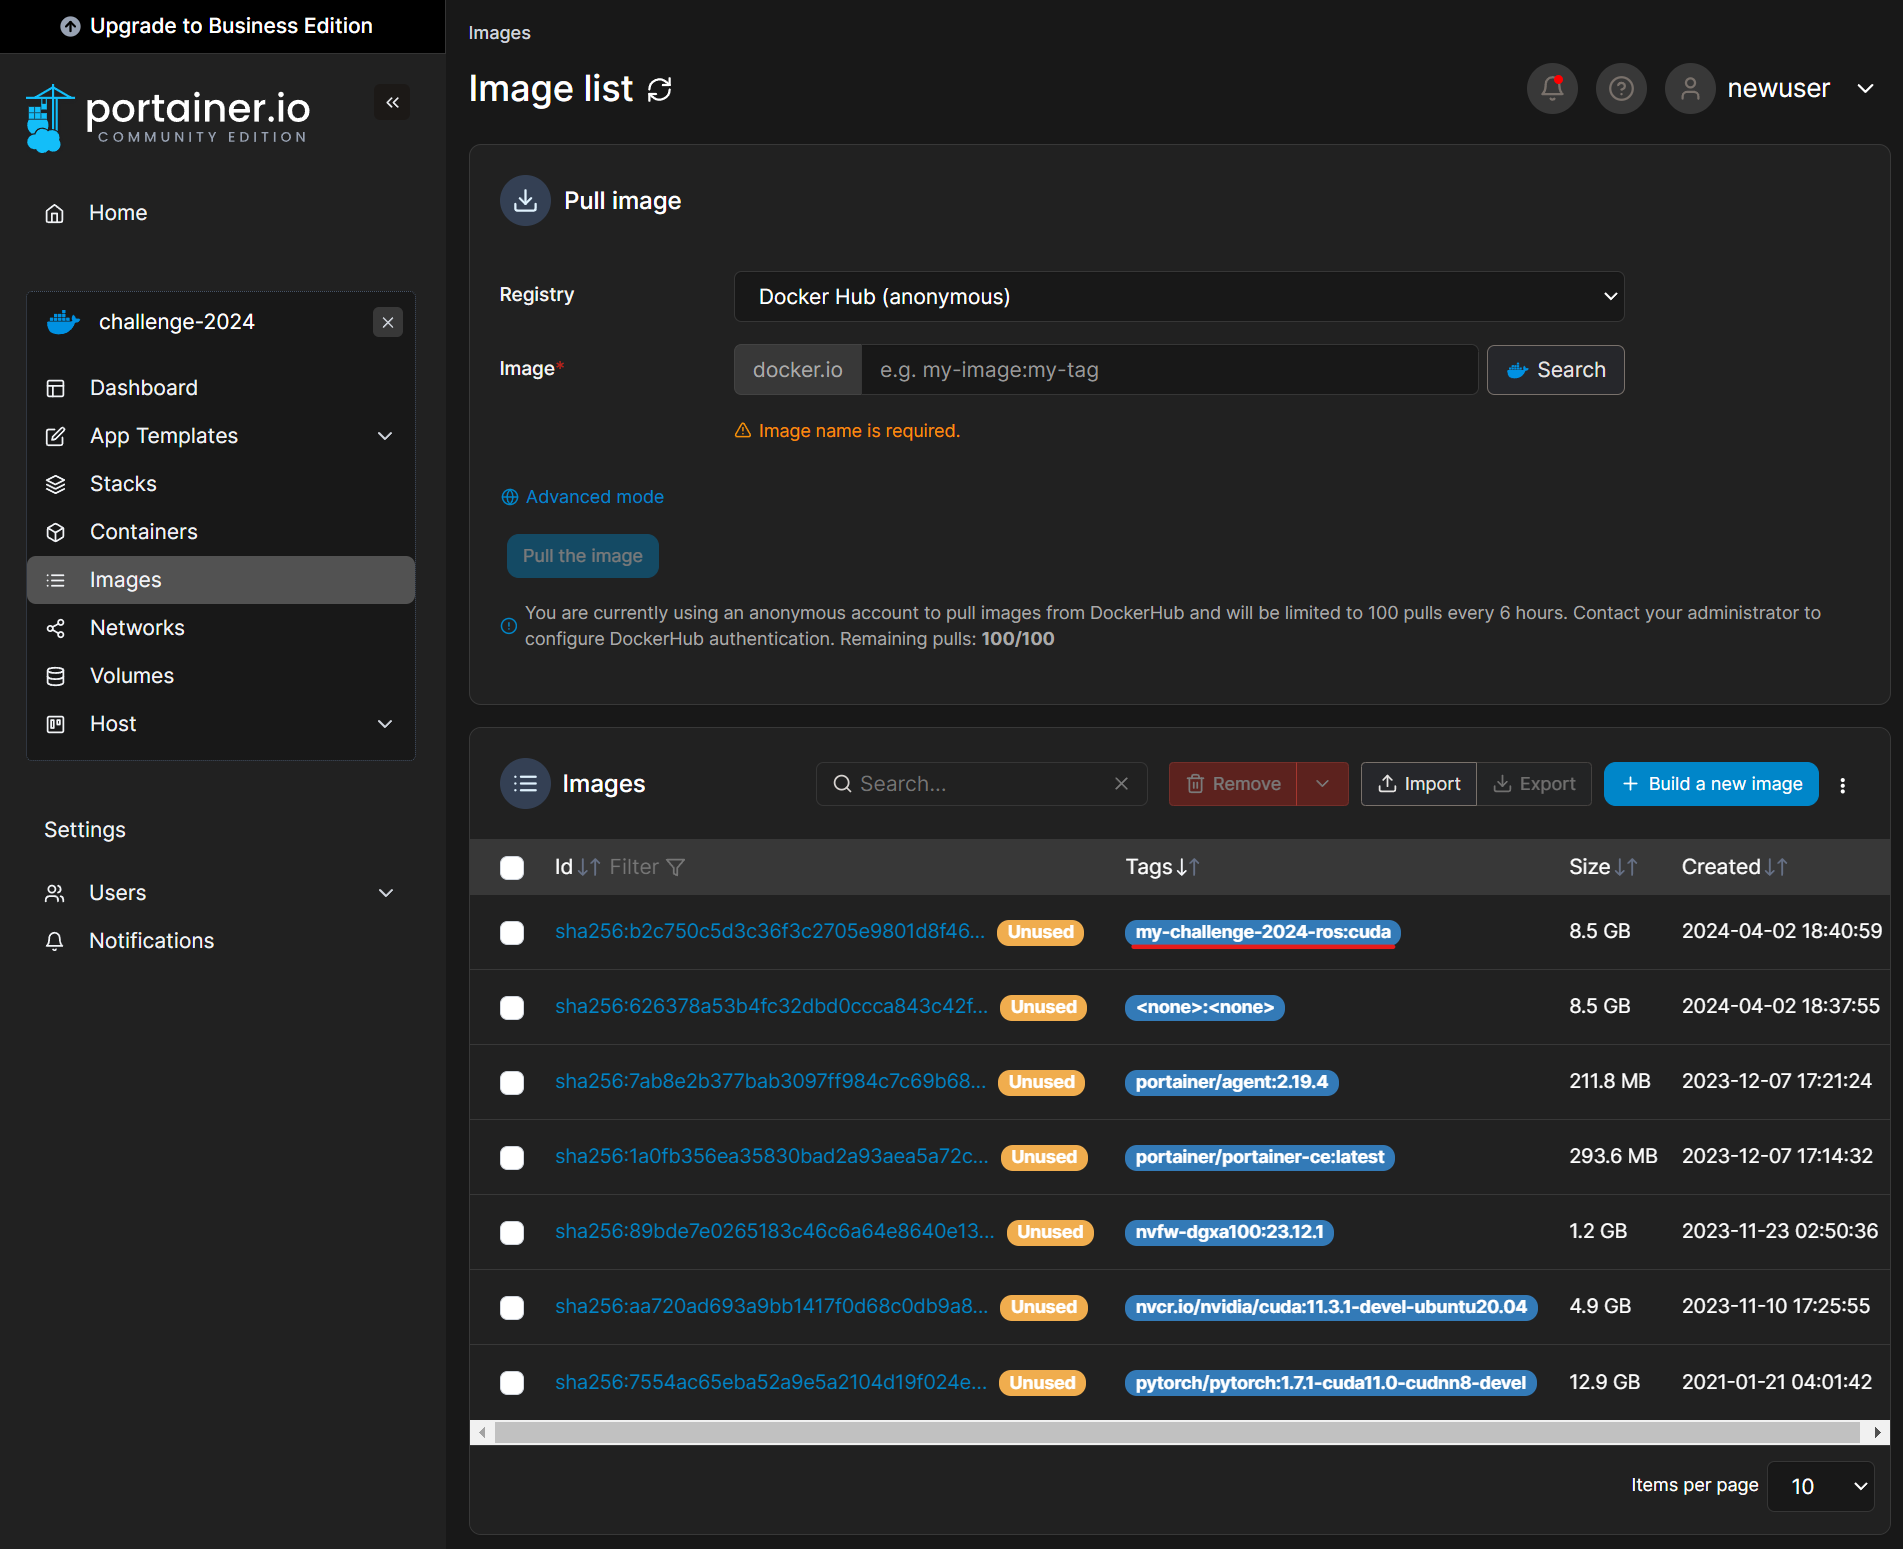 Upgrade to Business Edition
portainer.io
COMMUNITY EDITION
Home
challenge-2024
Dashboard
App Templates
Stacks
Containers
Images
Networks
Volumes
Host
Settings
Users
Notifications
Images
Image list
newuser
Pull image
Registry
Docker Hub (anonymous)
Image*
docker.io e.g. my-image:my-tag Search
Image name is required.
Advanced mode
Pull the image
You are currently using an anonymous account to pull images from DockerHub and will be limited to 100 pulls every 6 hours. Contact your administrator to
configure DockerHub authentication. Remaining pulls: 100/100
Images Search... Remove Import Export + Build a new image
Id Filter Tags Size Created
sha256:b2c750c5d3c36f3c2705e9801d8f46... Unused my-challenge-2024-ros:cuda 8.5 GB 2024-04-02 18:40:59
sha256:626378a53b4fc32dbd0ccca843c42f... Unused <none>:<none> 8.5 GB 2024-04-02 18:37:55
sha256:7ab8e2b377bab3097ff984c7c69b68... Unused portainer/agent:2.19.4 211.8 MB 2023-12-07 17:21:24
sha256:1a0fb356ea35830bad2a93aea5a72c... Unused portainer/portainer-ce:latest 293.6 MB 2023-12-07 17:14:32
sha256:89bde7e0265183c46c6a64e8640e13... Unused nvfw-dgxa100:23.12.1 1.2 GB 2023-11-23 02:50:36
sha256:aa720ad693a9bb1417f0d68c0db9a8... Unused nvcr.io/nvidia/cuda:11.3.1-devel-ubuntu20.04 4.9 GB 2023-11-10 17:25:55
sha256:7554ac65eba52a9e5a2104d19f024e... Unused pytorch/pytorch:1.7.1-cuda11.0-cudnn8-devel 12.9 GB 2021-01-21 04:01:42
Items per page 10